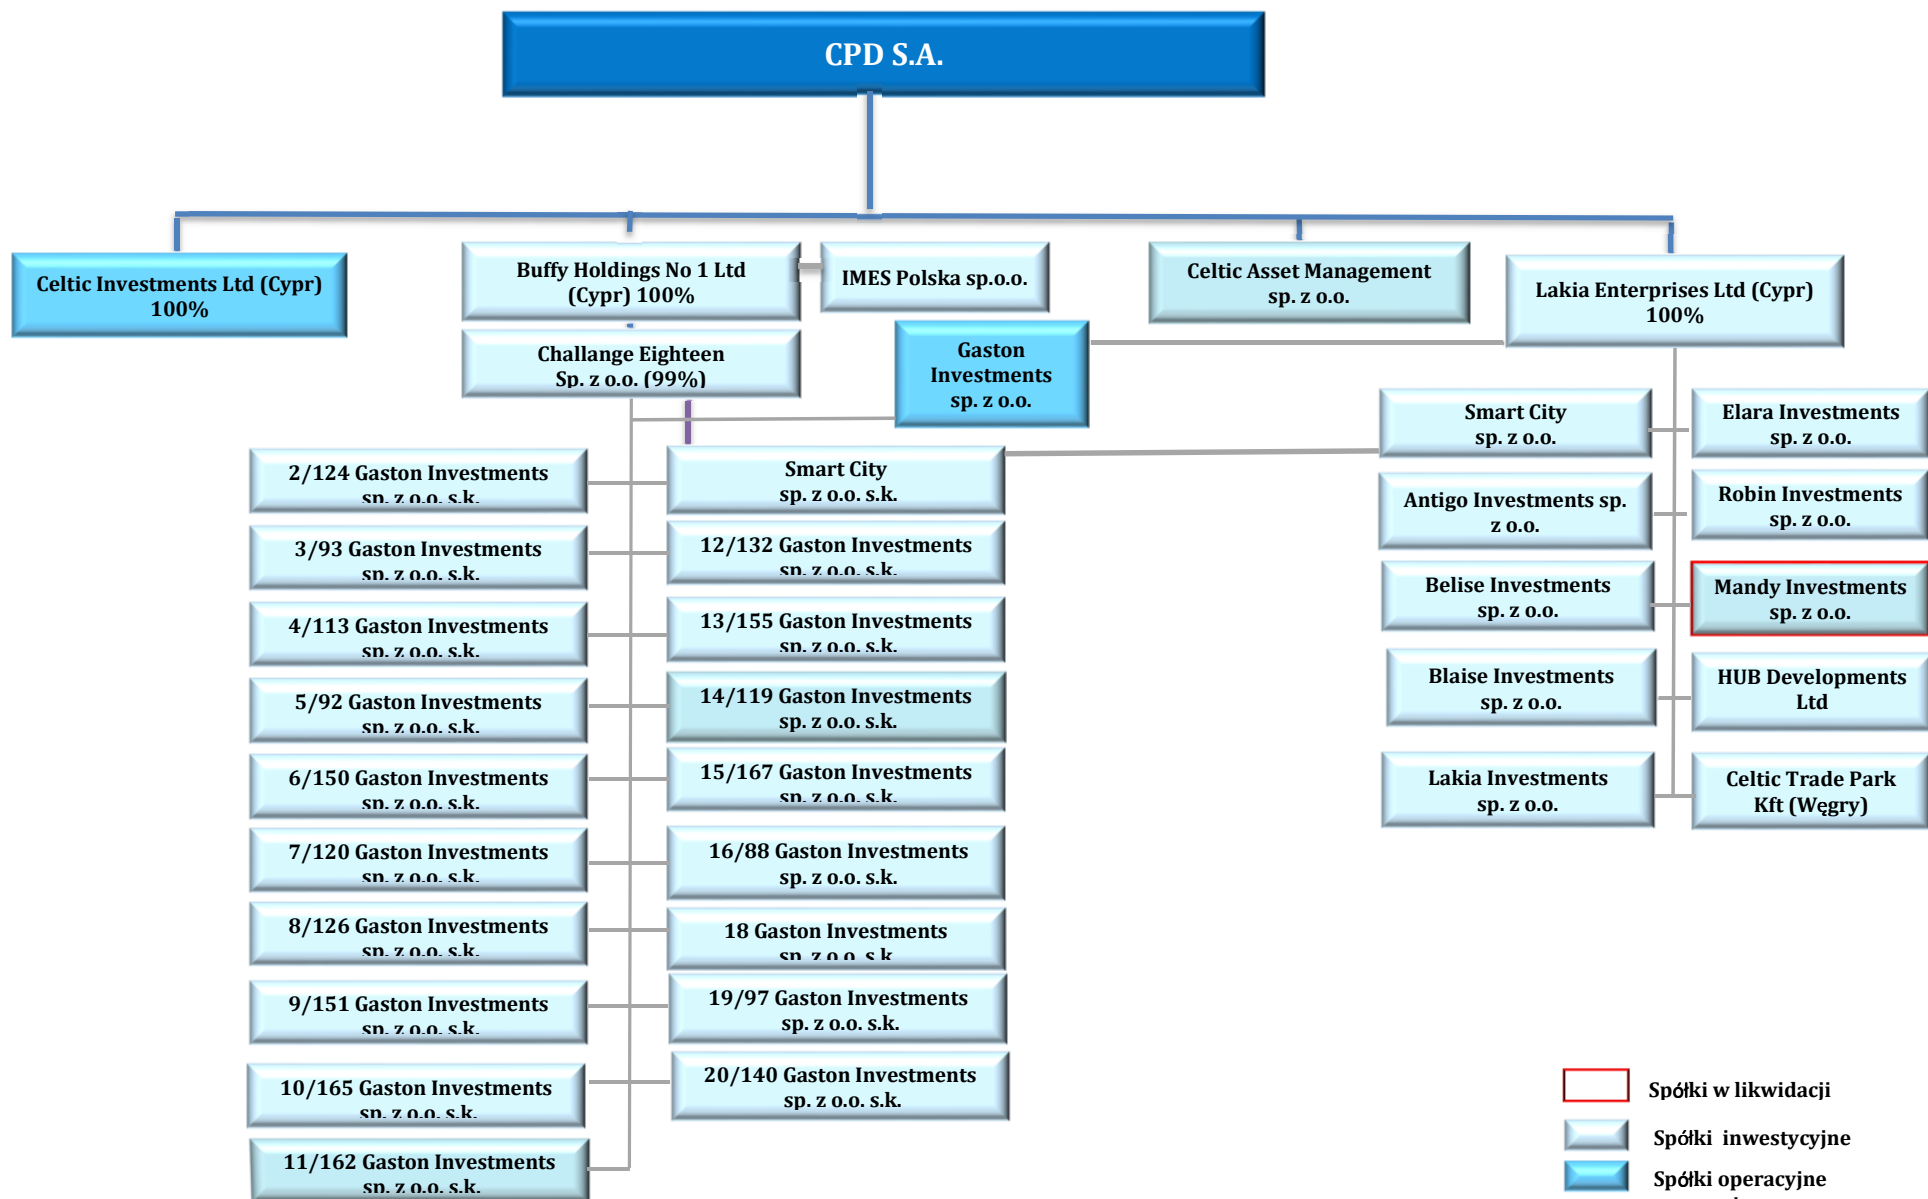 CPD S.A.
Celtic Investments Ltd (Cypr)
100%
Buffy Holdings No 1 Ltd
(Cypr) 100%
IMES Polska sp.o.o.
Celtic Asset Management
sp. z o.o.
Lakia Enterprises Ltd (Cypr)
100%
Challange Eighteen
Sp. z o.o. (99%)
Gaston
Investments
sp. z o.o.
2/124 Gaston Investments
sp. z o.o. s.k.
3/93 Gaston Investments
sp. z o.o. s.k.
4/113 Gaston Investments
sp. z o.o. s.k.
5/92 Gaston Investments
sp. z o.o. s.k.
6/150 Gaston Investments
sp. z o.o. s.k.
7/120 Gaston Investments
sp. z o.o. s.k.
8/126 Gaston Investments
sp. z o.o. s.k.
9/151 Gaston Investments
sp. z o.o. s.k.
10/165 Gaston Investments
sp. z o.o. s.k.
11/162 Gaston Investments
sp. z o.o. s.k.
Smart City
sp. z o.o. s.k.
12/132 Gaston Investments
sp. z o.o. s.k.
13/155 Gaston Investments
sp. z o.o. s.k.
14/119 Gaston Investments
sp. z o.o. s.k.
15/167 Gaston Investments
sp. z o.o. s.k.
16/88 Gaston Investments
sp. z o.o. s.k.
18 Gaston Investments
sp. z o.o. s.k.
19/97 Gaston Investments
sp. z o.o. s.k.
20/140 Gaston Investments
sp. z o.o. s.k.
Smart City
sp. z o.o.
Antigo Investments sp.
z o.o.
Belise Investments
sp. z o.o.
Blaise Investments
sp. z o.o.
Lakia Investments
sp. z o.o.
Elara Investments
sp. z o.o.
Robin Investments
sp. z o.o.
Mandy Investments
sp. z o.o.
HUB Developments
Ltd
Celtic Trade Park
Kft (Węgry)
Spółki w likwidacji
Spółki inwestycyjne
Spółki operacyjne